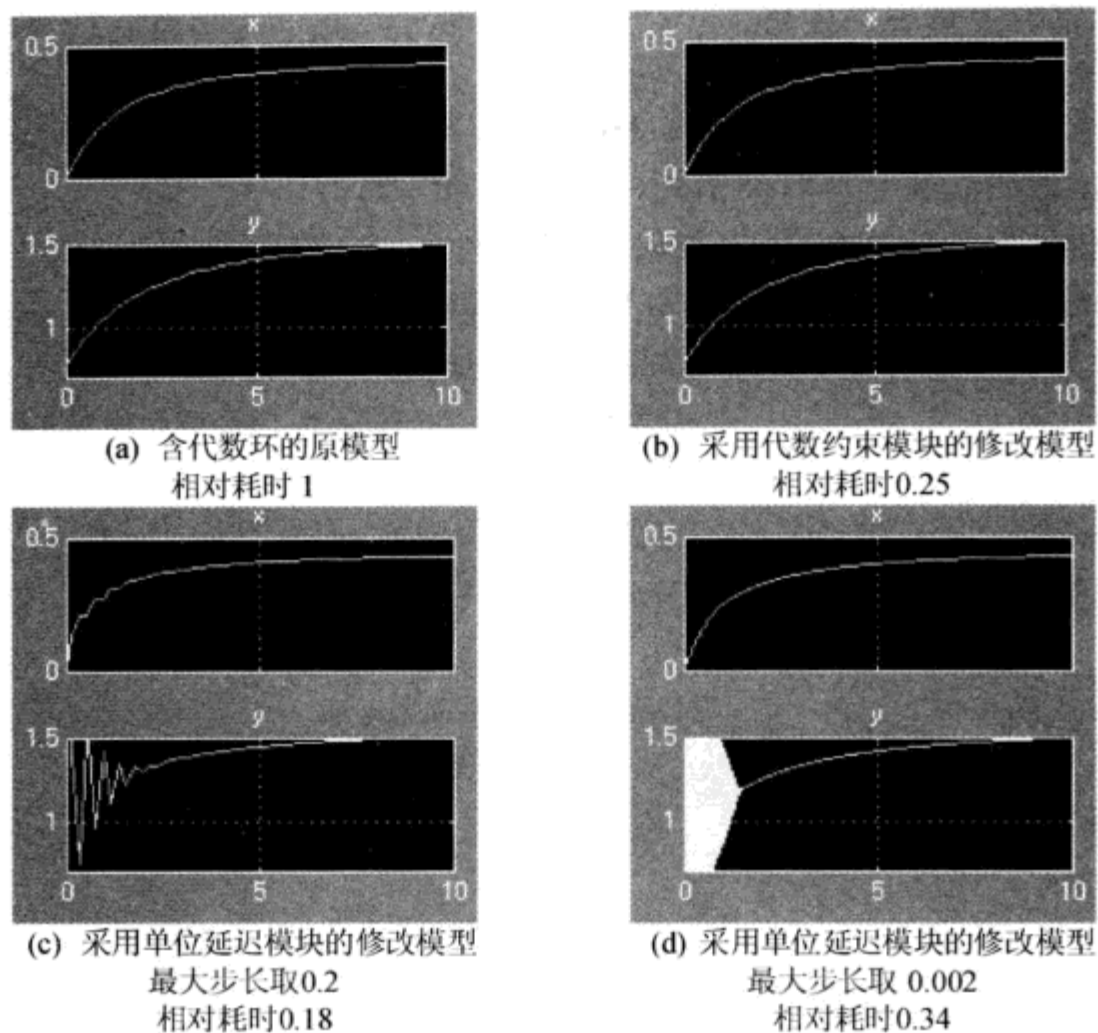 x
0.5
0
y
1.5
1
0
5
10
(a) 含代数环的原模型
相对耗时 1
x
0.5
0
y
1.5
1
0
5
10
(b) 采用代数约束模块的修改模型
相对耗时0.25
x
0.5
0
y
1.5
1
0
5
10
(c) 采用单位延迟模块的修改模型
最大步长取0.2
相对耗时0.18
x
0.5
0
y
1.5
1
0
5
10
(d) 采用单位延迟模块的修改模型
最大步长取 0.002
相对耗时0.34